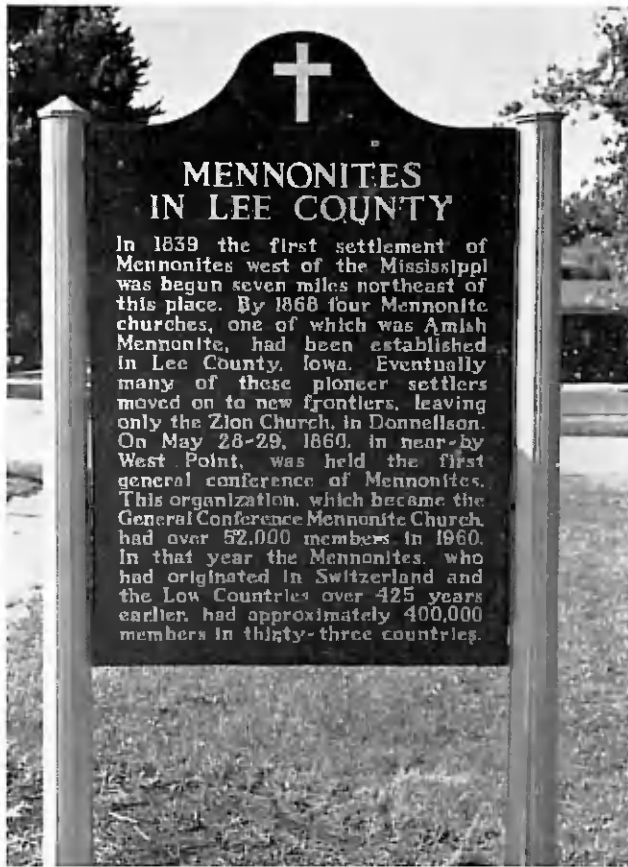 MENNONITES
IN LEE COUNTY
In 1839 the first settlement of
Mennonites west of the Mississippi
was begun seven miles northeast of
this place. By 1868 four Mennonite
churches, one of which was Amish
Mennonite, had been established
in Lee County, Iowa. Eventually
many of these pioneer settlers
moved on to new frontiers, leaving
only the Zion Church, in Donnellson.
On May 28-29, 1860, in near-by
West Point, was held the first
general conference of Mennonites.
This organization, which became the
General Conference Mennonite Church,
had over 52,000 members in 1960.
In that year the Mennonites, who
had originated in Switzerland and
the Low Countries over 425 years
earlier, had approximately 400,000
members in thirty-three countries.